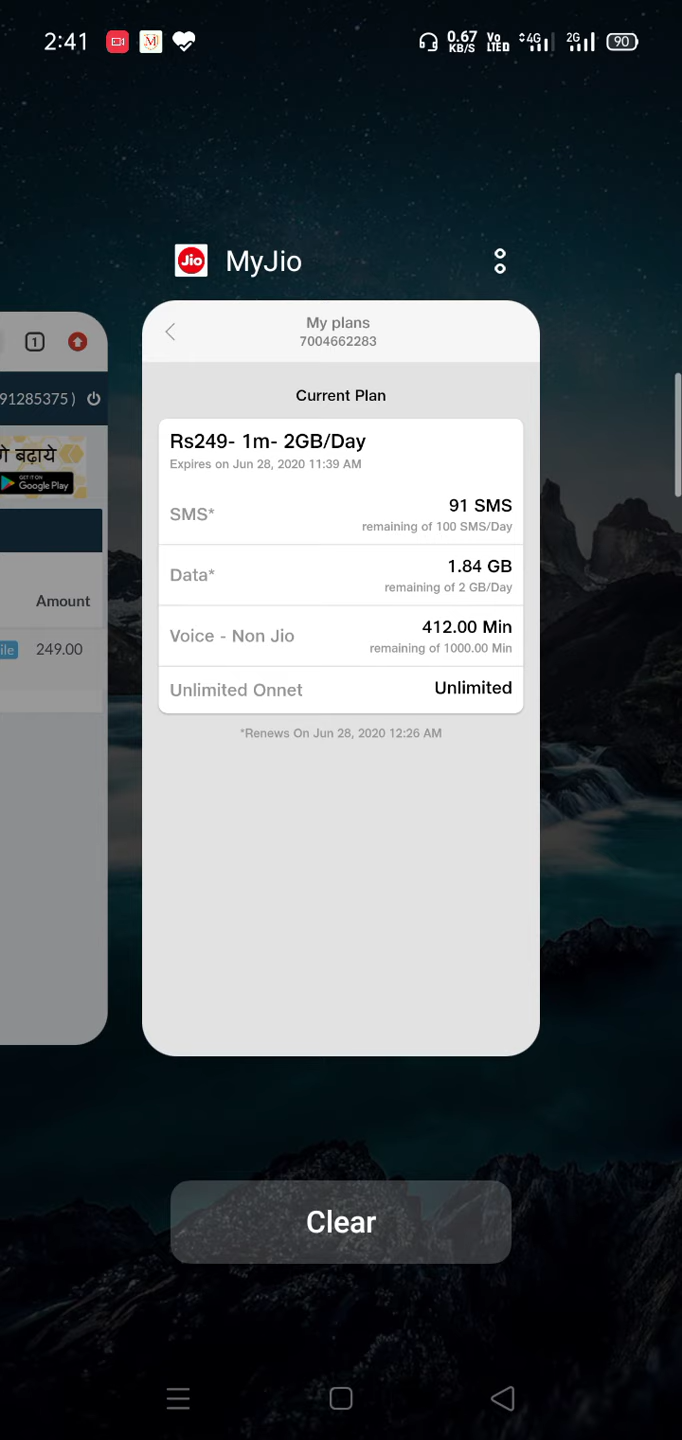 2:41
0.67
KB/S
Vo
LTED
4G
2G
90
Jio
MyJio
1
91285375)
गे बढ़ाये
GET IT ON
Google Play
Amount
ile
249.00
My plans
7004662283
Current Plan
Rs249- 1m- 2GB/Day
Expires on Jun 28, 2020 11:39 AM
SMS*
91 SMS
remaining of 100 SMS/Day
Data*
1.84 GB
remaining of 2 GB/Day
Voice - Non Jio
412.00 Min
remaining of 1000.00 Min
Unlimited Onnet
Unlimited
*Renews On Jun 28, 2020 12:26 AM
Clear